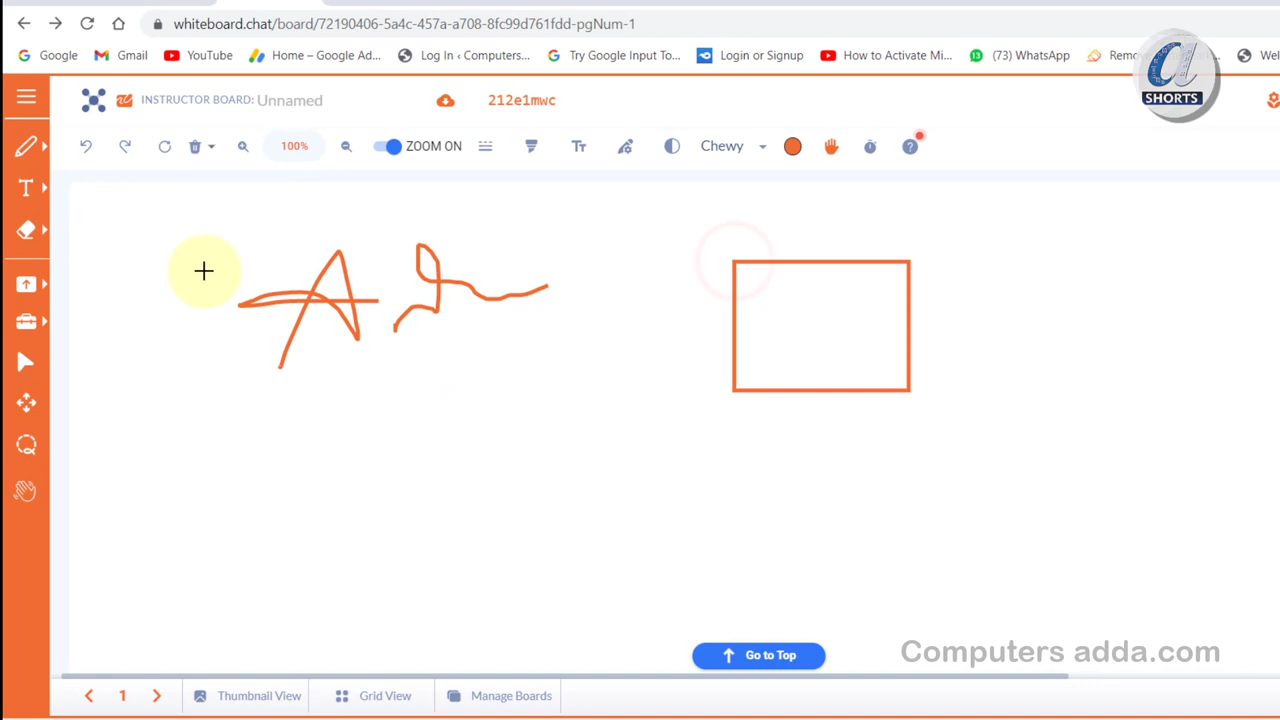 whiteboard.chat/board/72190406-5a4c-457a-a708-8fc99d761fdd-pgNum-1
Google Gmail YouTube Home – Google Ad... Log In ‹ Computers... Try Google Input To... Login or Signup How to Activate Mi... (73) WhatsApp
SHORTS
INSTRUCTOR BOARD: Unnamed 212e1mwc
100% ZOOM ON Chewy
Go to Top
Computers adda.com
1 Thumbnail View Grid View Manage Boards